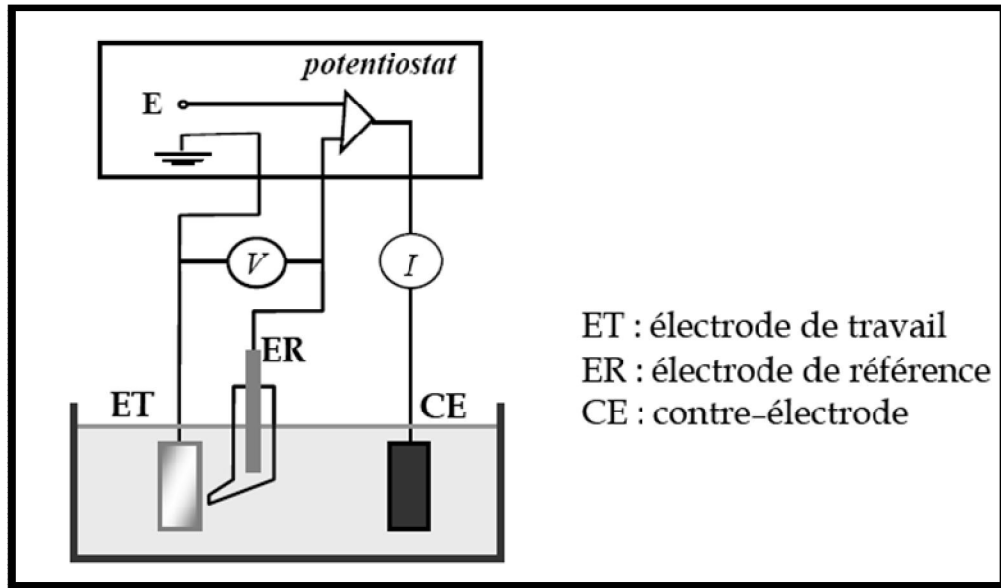 potentiostat
E
V
I
ER
ET
CE
ET : électrode de travail
ER : électrode de référence
CE : contre-électrode